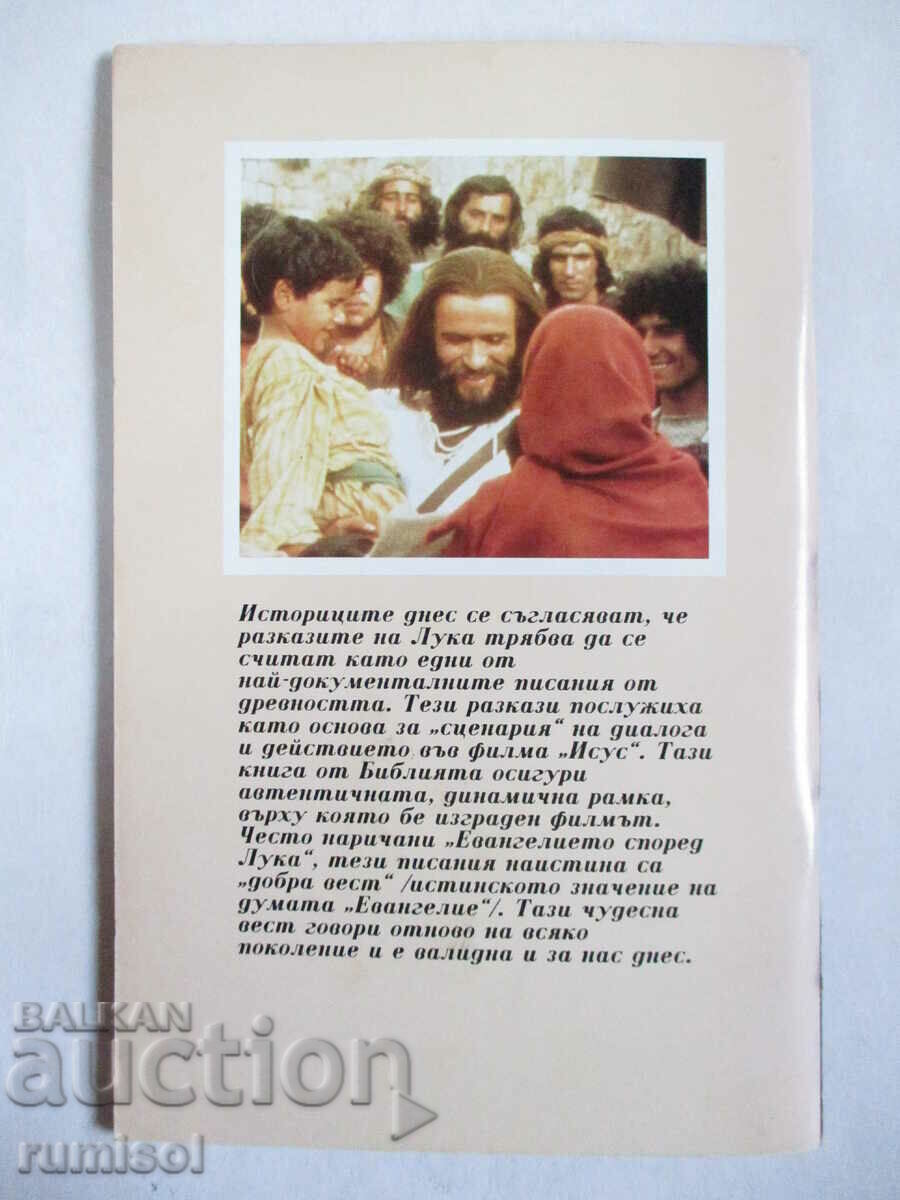 Историците днес се съгласяват, че
разказите на Лука трябва да се
считат като едни от
най-документалните писания от
древността. Тези разкази послужиха
като основа за „сценария“ на диалога
и действието във филма „Исус“. Тази
книга от Библията осигури
автентичната, динамична рамка,
върху която бе изграден филмът.
Често наричани „Евангелието според
Лука“, тези писания наистина са
„добра вест“ /истинското значение на
думата „Евангелие“/. Тази чудесна
вест говори отново на всяко
поколение и е валидна и за нас днес.
BALKAN
auction
rumisol